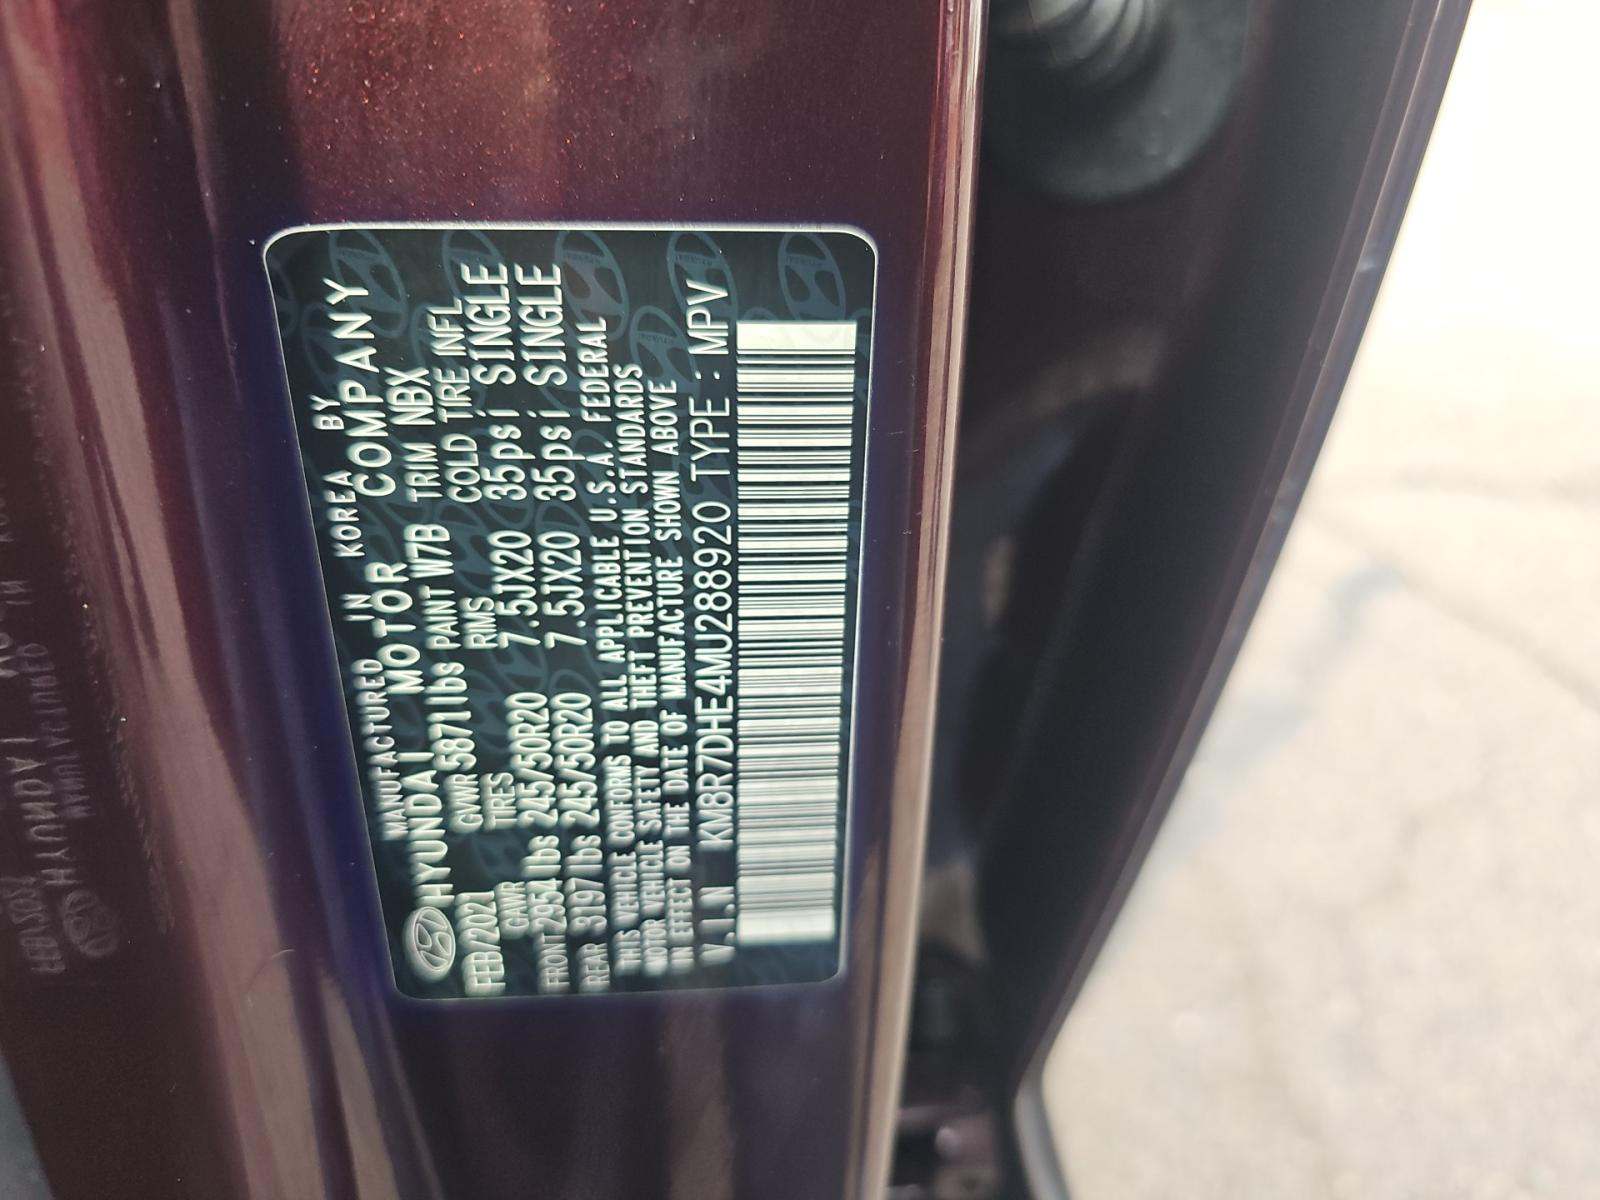 MANUFACTURED IN KOREA BY
HYUNDAI MOTOR COMPANY
FEB/2021 GVWR 5871lbs PAINT W7B TRIM NBX
GAWR TIRES RIMS COLD TIRE INFL
FRONT 2954lbs 245/50R20 7.5JX20 35psi SINGLE
REAR 3197lbs 245/50R20 7.5JX20 35psi SINGLE
THIS VEHICLE CONFORMS TO ALL APPLICABLE U.S.A. FEDERAL
MOTOR VEHICLE SAFETY AND THEFT PREVENTION STANDARDS
IN EFFECT ON THE DATE OF MANUFACTURE SHOWN ABOVE
V.I.N KM8R7DHE4MU288920 TYPE : MPV